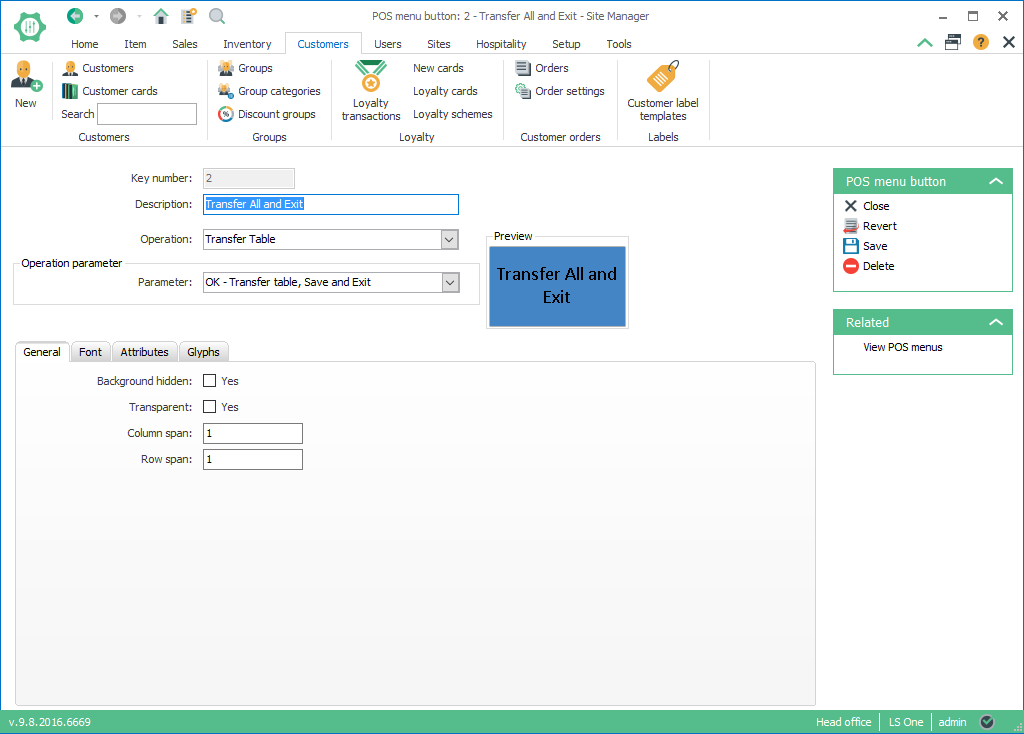 POS menu button: 2 - Transfer All and Exit - Site Manager
Home Item Sales Inventory Customers Users Sites Hospitality Setup Tools
New
Customers
Customer cards
Search
Customers
Groups
Group categories
Discount groups
Groups
Loyalty
transactions
New cards
Loyalty cards
Loyalty schemes
Loyalty
Orders
Order settings
Customer orders
Customer label
templates
Labels
Key number: 2
Description: Transfer All and Exit
Operation: Transfer Table
Operation parameter
Parameter: OK - Transfer table, Save and Exit
Preview
Transfer All and
Exit
General Font Attributes Glyphs
Background hidden: Yes
Transparent: Yes
Column span: 1
Row span: 1
POS menu button
Close
Revert
Save
Delete
Related
View POS menus
v.9.8.2016.6669
Head office LS One admin